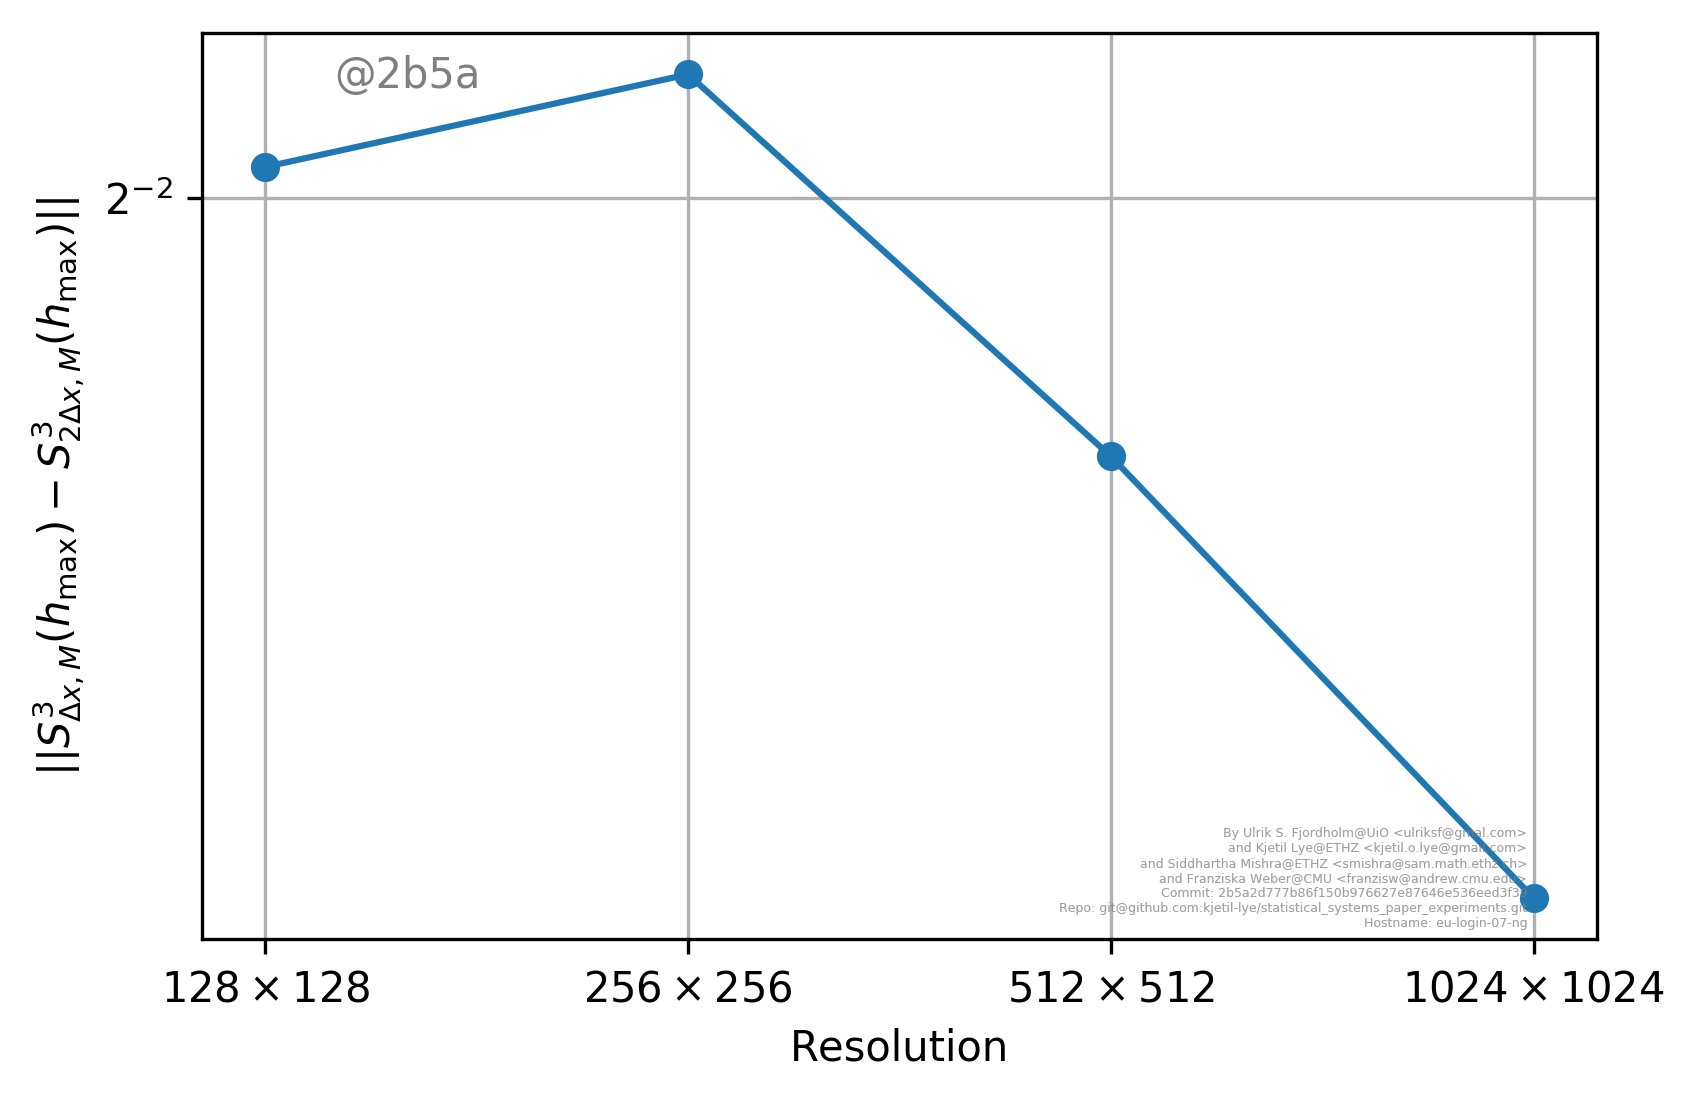 @2b5a
2⁻²
||S³_{Δx, M}(h_max) − S³_{2Δx, M}(h_max)||
By Ulrik S. Fjordholm@UiO <ulriksf@gmail.com>
and Kjetil Lye@ETHZ <kjetil.o.lye@gmail.com>
and Siddhartha Mishra@ETHZ <smishra@sam.math.ethz.ch>
and Franziska Weber@CMU <franzisw@andrew.cmu.edu>
Commit:
Repo: git@github.com:kjetil-lye/statistical_systems_paper_experiments.git
Hostname: eu-login-07-ng
128 × 128
256 × 256
512 × 512
1024 × 1024
Resolution